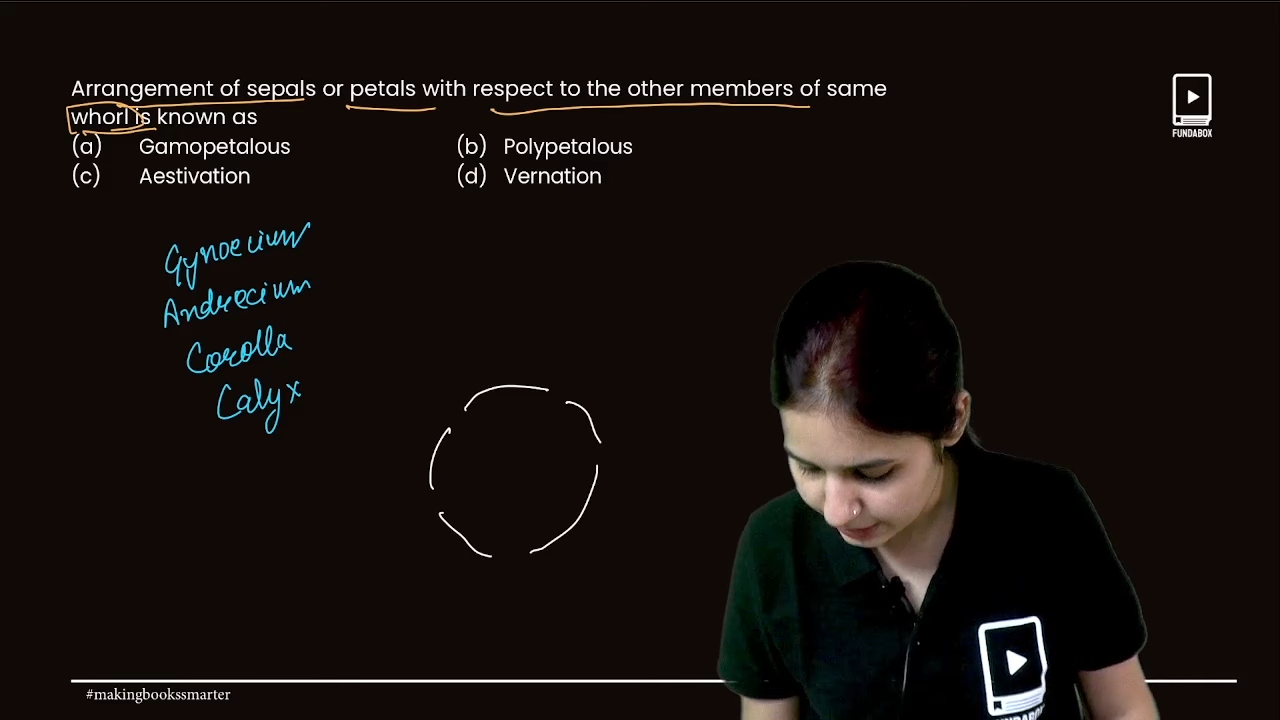 Arrangement of sepals or petals with respect to the other members of same
whorl is known as
FUNDABOX
(a) Gamopetalous (b) Polypetalous
(c) Aestivation (d) Vernation
Gynoecium
Andrecium
Corolla
Calyx
FUNDABOX
#makingbookssmarter